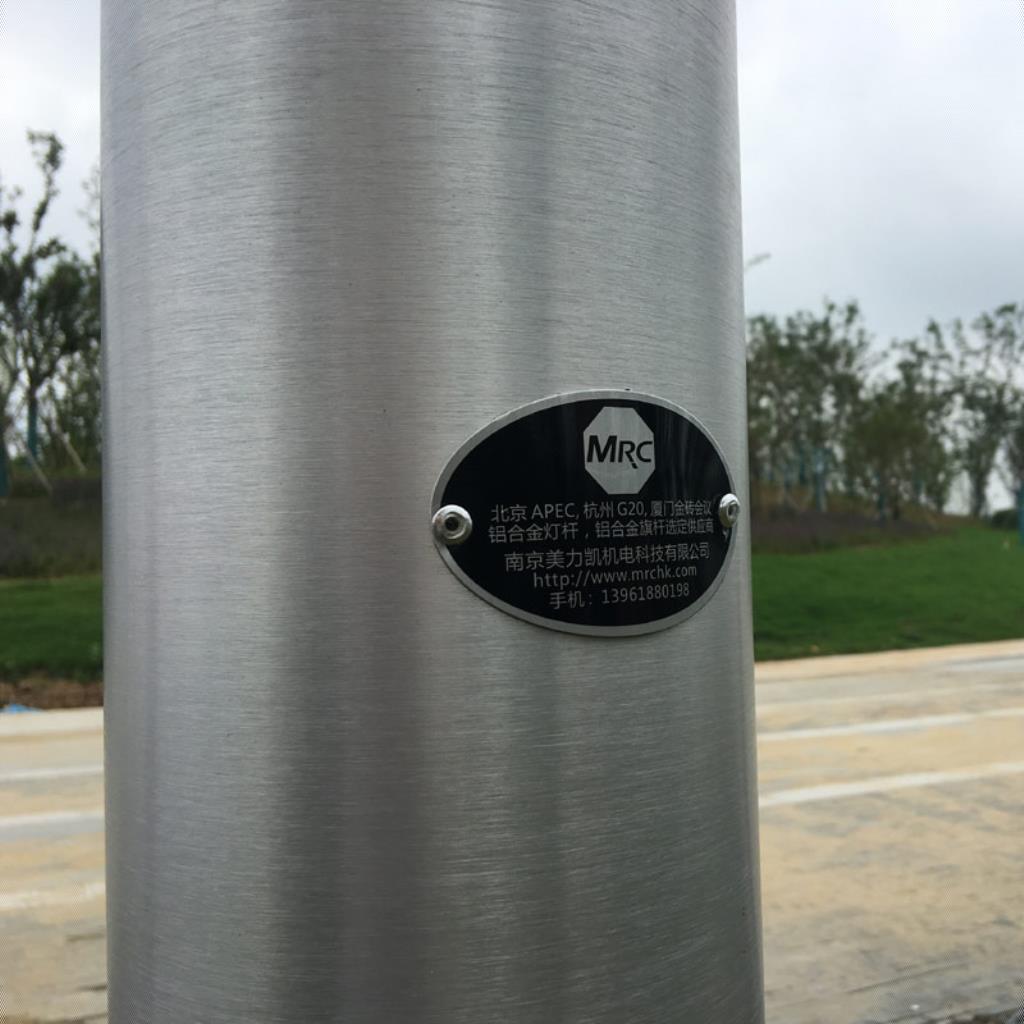 MRC
北京 APEC, 杭州 G20, 厦门金砖会议
铝合金灯杆，铝合金旗杆选定供应商
南京美力凯机电科技有限公司
http://www.mrchk.com
手机：13961880198